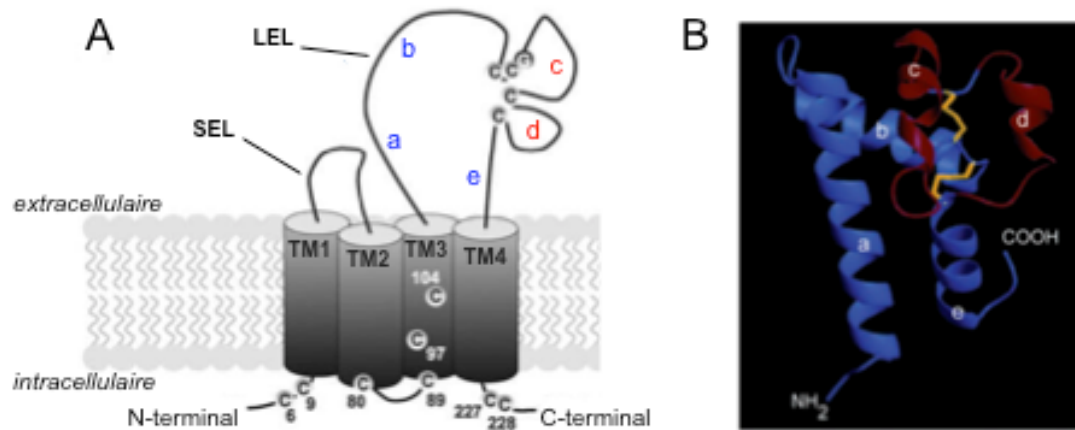 A
LEL
b
C
C
G
c
C
C
d
SEL
a
e
extracellulaire
TM1
TM2
TM3
TM4
104
C
C
97
intracellulaire
C
C
C
C
C
C
6
9
80
89
227
228
N-terminal
C-terminal
B
c
b
d
a
COOH
e
NH2